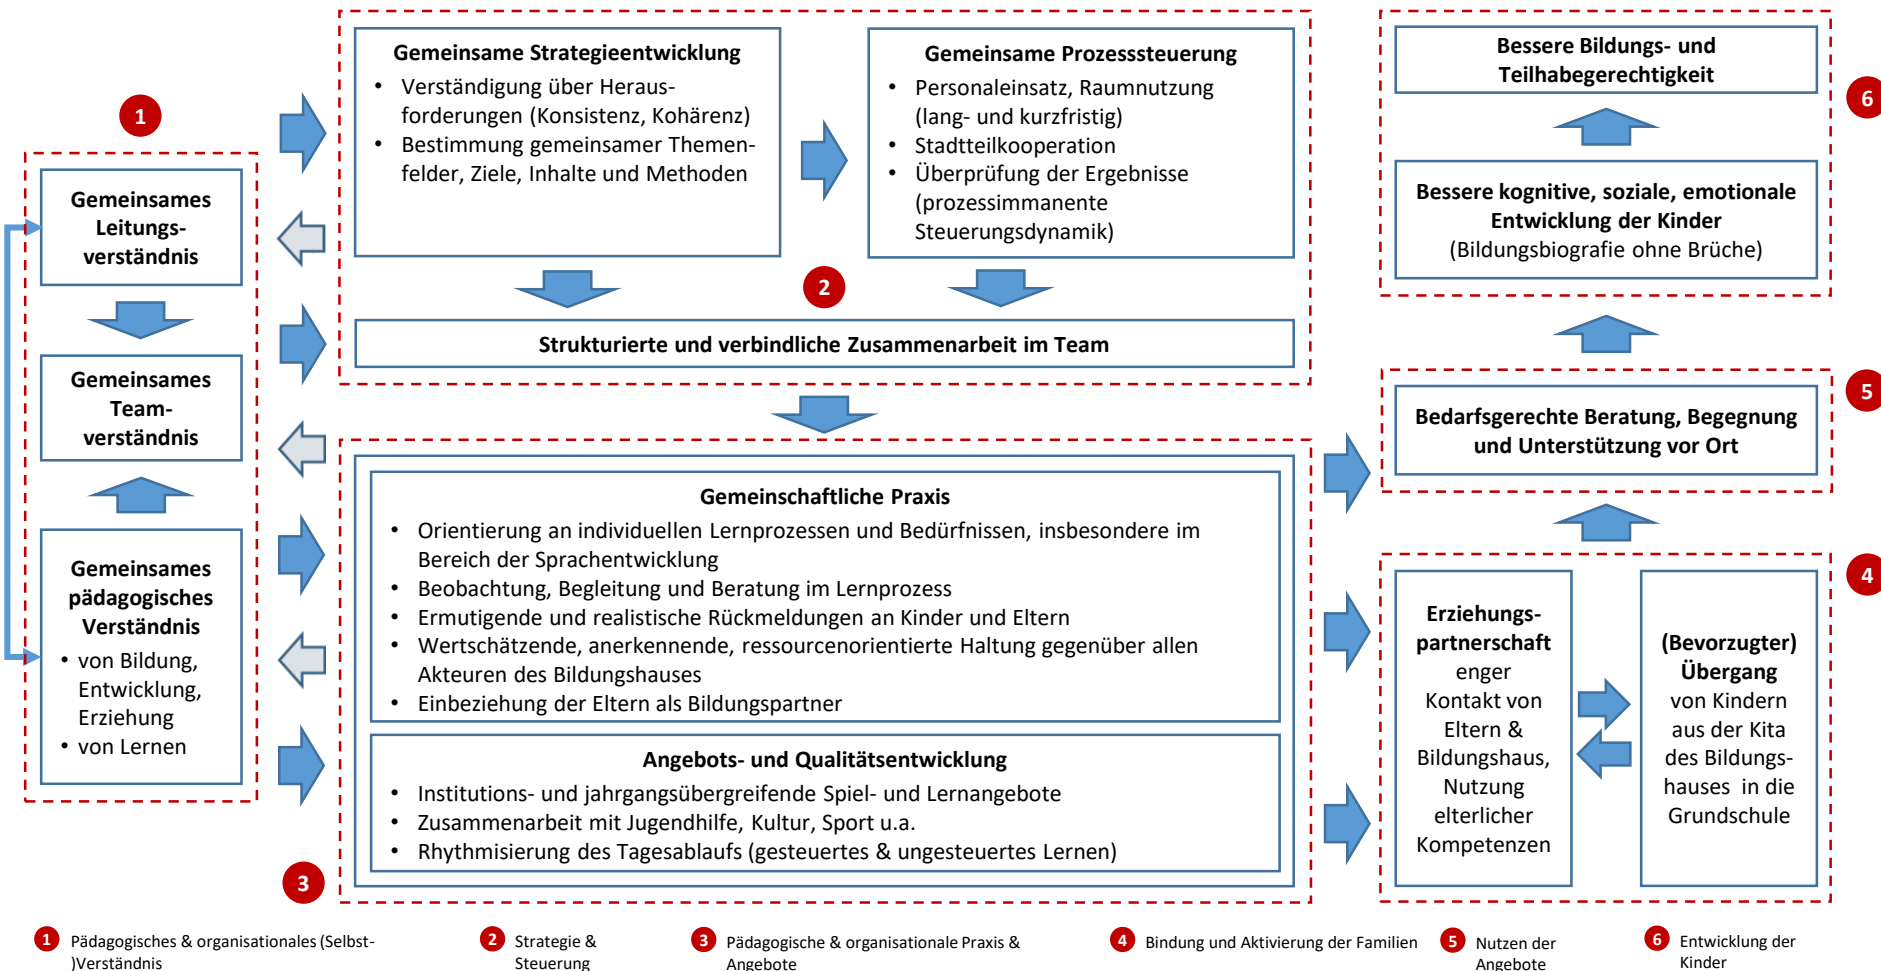 1
Gemeinsames
Leitungs-
verständnis
Gemeinsames
Team-
verständnis
Gemeinsames
pädagogisches
Verständnis
• von Bildung,
Entwicklung,
Erziehung
• von Lernen
Gemeinsame Strategieentwicklung
• Verständigung über Heraus-
forderungen (Konsistenz, Kohärenz)
• Bestimmung gemeinsamer Themen-
felder, Ziele, Inhalte und Methoden
Gemeinsame Prozesssteuerung
• Personaleinsatz, Raumnutzung
(lang- und kurzfristig)
• Stadtteilkooperation
• Überprüfung der Ergebnisse
(prozessimmanente
Steuerungsdynamik)
2
Strukturierte und verbindliche Zusammenarbeit im Team
Gemeinschaftliche Praxis
• Orientierung an individuellen Lernprozessen und Bedürfnissen, insbesondere im
Bereich der Sprachentwicklung
• Beobachtung, Begleitung und Beratung im Lernprozess
• Ermutigende und realistische Rückmeldungen an Kinder und Eltern
• Wertschätzende, anerkennende, ressourcenorientierte Haltung gegenüber allen
Akteuren des Bildungshauses
• Einbeziehung der Eltern als Bildungspartner
Angebots- und Qualitätsentwicklung
• Institutions- und jahrgangsübergreifende Spiel- und Lernangebote
• Zusammenarbeit mit Jugendhilfe, Kultur, Sport u.a.
• Rhythmisierung des Tagesablaufs (gesteuertes & ungesteuertes Lernen)
3
Bessere Bildungs- und
Teilhabegerechtigkeit
6
Bessere kognitive, soziale, emotionale
Entwicklung der Kinder
(Bildungsbiografie ohne Brüche)
5
Bedarfsgerechte Beratung, Begegnung
und Unterstützung vor Ort
4
Erziehungs-
partnerschaft
enger
Kontakt von
Eltern &
Bildungshaus,
Nutzung
elterlicher
Kompetenzen
(Bevorzugter)
Übergang
von Kindern
aus der Kita
des Bildungs-
hauses in die
Grundschule
1 Pädagogisches & organisationales (Selbst-
)Verständnis
2 Strategie &
Steuerung
3 Pädagogische & organisationale Praxis &
Angebote
4 Bindung und Aktivierung der Familien
5 Nutzen der
Angebote
6 Entwicklung der
Kinder